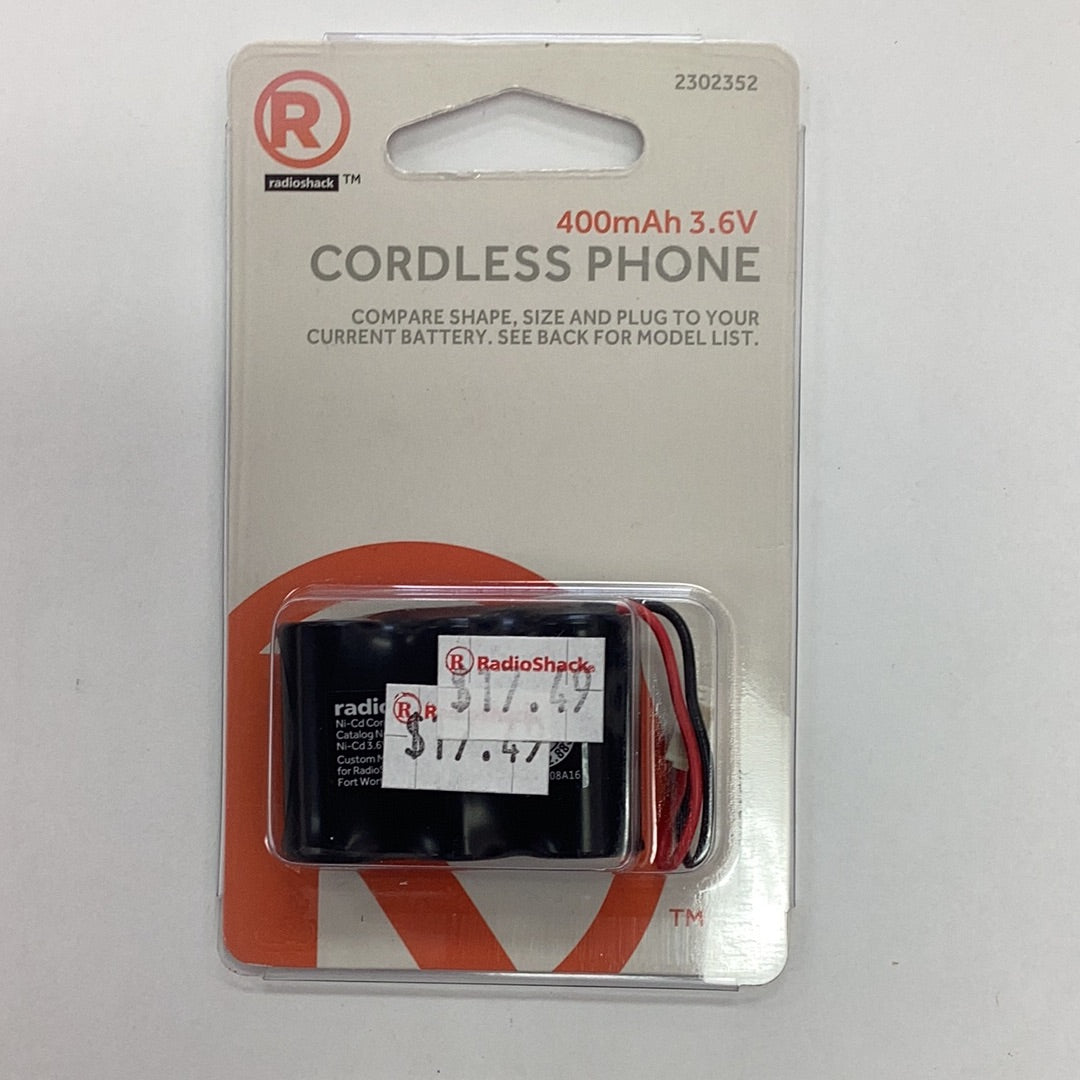 2302352
R
radioshack TM
400mAh 3.6V
CORDLESS PHONE
COMPARE SHAPE, SIZE AND PLUG TO YOUR
CURRENT BATTERY. SEE BACK FOR MODEL LIST.
R RadioShack
$17.49
R R
$17.49
radio
Ni-Cd Cor
Catalog N
Ni-Cd 3.6
Custom M
for Radio
Fort Wor
08A16
TM